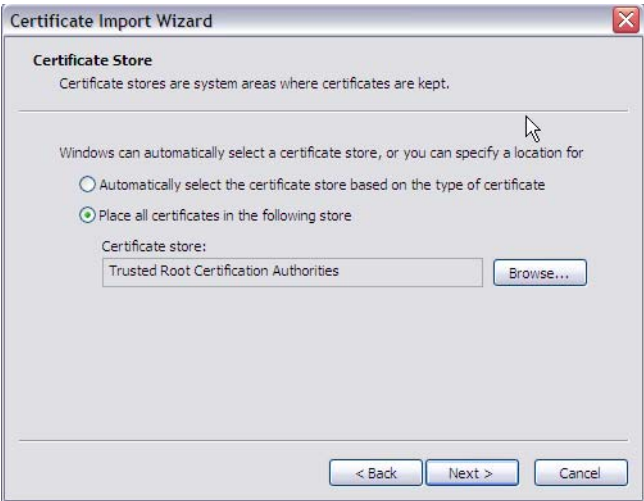 Certificate Import Wizard
Certificate Store
Certificate stores are system areas where certificates are kept.
Windows can automatically select a certificate store, or you can specify a location for
Automatically select the certificate store based on the type of certificate
Place all certificates in the following store
Certificate store:
Trusted Root Certification Authorities
Browse...
< Back
Next >
Cancel